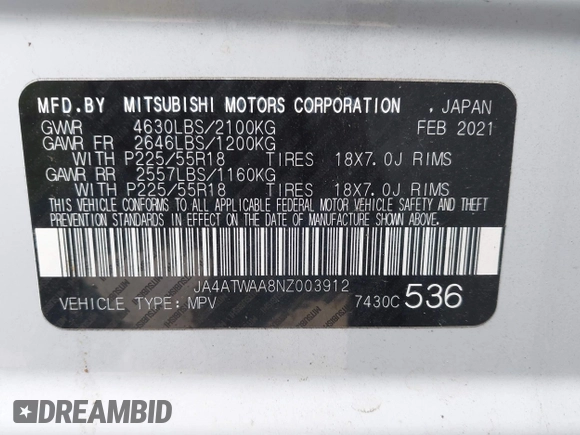 MFD.BY MITSUBISHI MOTORS CORPORATION , JAPAN
GVWR 4630LBS/2100KG FEB 2021
GAWR FR 2646LBS/1200KG
WITH P225/55R18 TIRES 18X7.0J RIMS
GAWR RR 2557LBS/1160KG
WITH P225/55R18 TIRES 18X7.0J RIMS
THIS VEHICLE CONFORMS TO ALL APPLICABLE FEDERAL MOTOR VEHICLE SAFETY AND THEFT
PREVENTION STANDARDS IN EFFECT ON THE DATE OF MANUFACTURE SHOWN ABOVE.
JA4ATWAA8NZ003912
VEHICLE TYPE: MPV 7430C 536
DREAMBID